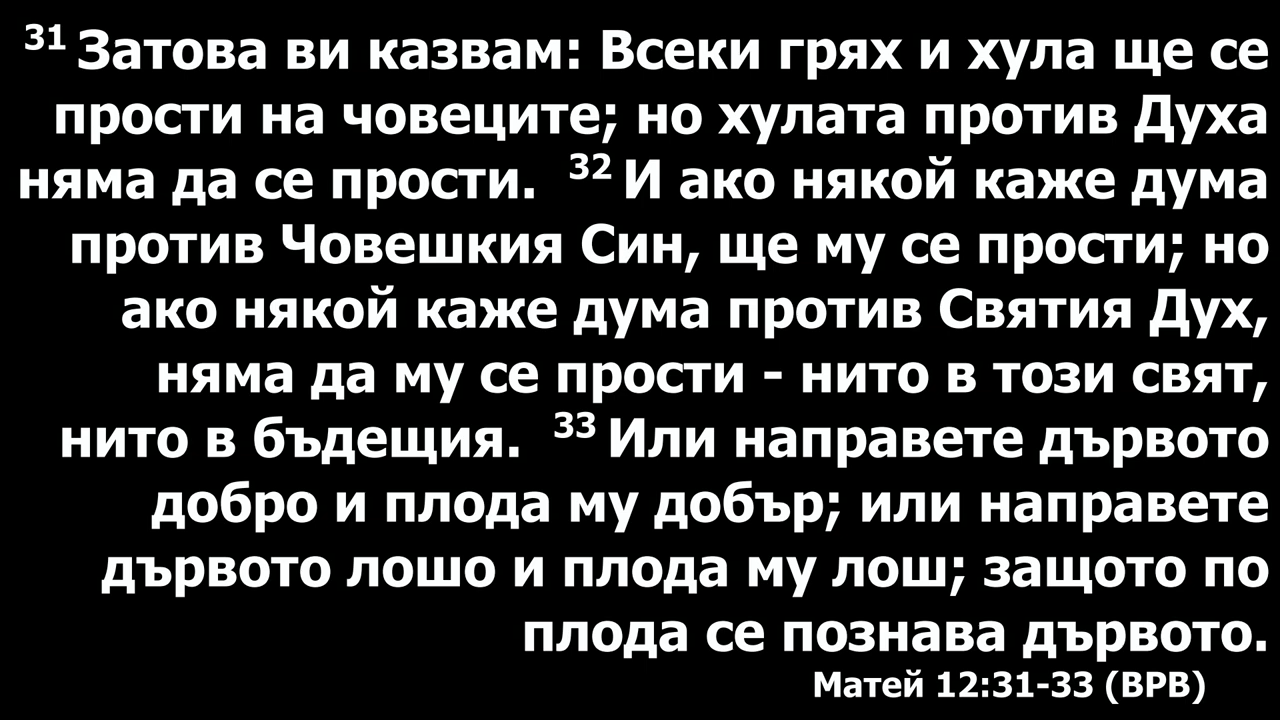 31 Затова ви казвам: Всеки грях и хула ще се
прости на човеците; но хулата против Духа
няма да се прости. 32 И ако някой каже дума
против Човешкия Син, ще му се прости; но
ако някой каже дума против Святия Дух,
няма да му се прости - нито в този свят,
нито в бъдещия. 33 Или направете дървото
добро и плода му добър; или направете
дървото лошо и плода му лош; защото по
плода се познава дървото.
Матей 12:31-33 (ВРВ)